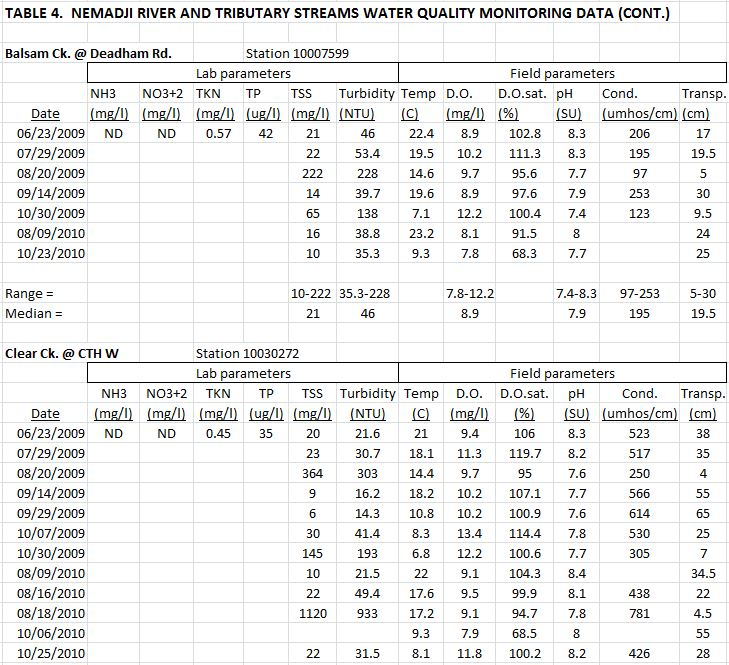 TABLE 4. NEMADJI RIVER AND TRIBUTARY STREAMS WATER QUALITY MONITORING DATA (CONT.)
Balsam Ck. @ Deadham Rd. Station 10007599
Lab parameters Field parameters
NH3 NO3+2 TKN TP TSS Turbidity Temp D.O. D.O.sat. pH Cond. Transp.
Date (mg/l) (mg/l) (mg/l) (ug/l) (mg/l) (NTU) (C) (mg/l) (%) (SU) (umhos/cm) (cm)
06/23/2009 ND ND 0.57 42 21 46 22.4 8.9 102.8 8.3 206 17
07/29/2009 22 53.4 19.5 10.2 111.3 8.3 195 19.5
08/20/2009 222 228 14.6 9.7 95.6 7.7 97 5
09/14/2009 14 39.7 19.6 8.9 97.6 7.9 253 30
10/30/2009 65 138 7.1 12.2 100.4 7.4 123 9.5
08/09/2010 16 38.8 23.2 8.1 91.5 8 24
10/23/2010 10 35.3 9.3 7.8 68.3 7.7 25
Range = 10-222 35.3-228 7.8-12.2 7.4-8.3 97-253 5-30
Median = 21 46 8.9 7.9 195 19.5
Clear Ck. @ CTH W Station 10030272
Lab parameters Field parameters
NH3 NO3+2 TKN TP TSS Turbidity Temp D.O. D.O.sat. pH Cond. Transp.
Date (mg/l) (mg/l) (mg/l) (ug/l) (mg/l) (NTU) (C) (mg/l) (%) (SU) (umhos/cm) (cm)
06/23/2009 ND ND 0.45 35 20 21.6 21 9.4 106 8.3 523 38
07/29/2009 23 30.7 18.1 11.3 119.7 8.2 517 35
08/20/2009 364 303 14.4 9.7 95 7.6 250 4
09/14/2009 9 16.2 18.2 10.2 107.1 8.2 566 55
09/29/2009 6 14.3 10.8 10.2 100.9 7.6 614 65
10/07/2009 30 41.4 8.3 13.4 114.4 7.8 530 25
10/30/2009 145 193 6.8 12.2 100.6 7.7 305 7
08/09/2010 10 21.5 22 9.1 104.3 8.4 34.5
08/16/2010 22 49.4 17.6 9.5 99.9 8.1 438 22
08/18/2010 1120 933 17.2 9.1 94.7 7.8 781 4.5
10/06/2010 9.3 7.9 68.5 8 55
10/25/2010 22 31.5 8.1 11.8 100.2 8.2 426 28